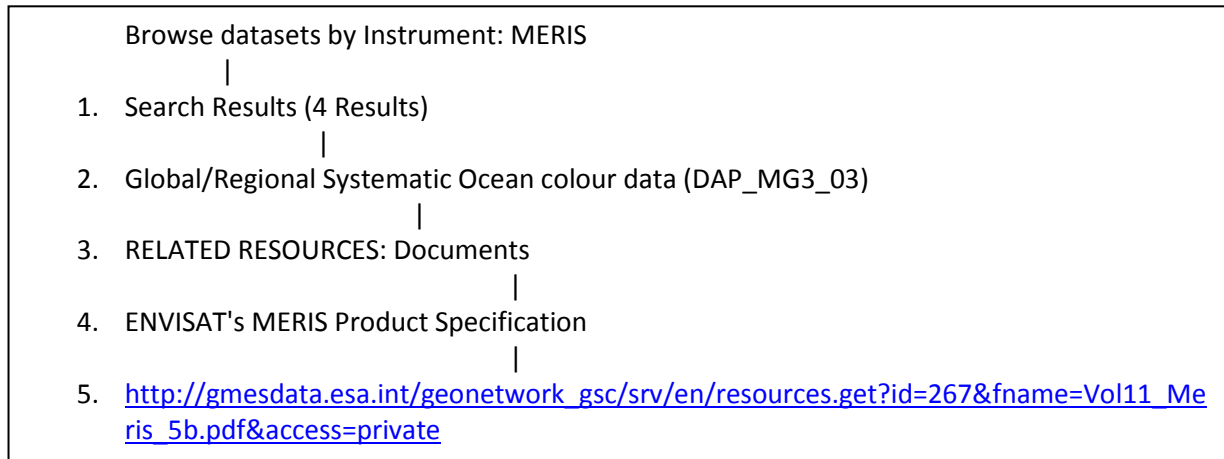 Browse datasets by Instrument: MERIS
|
1. Search Results (4 Results)
|
2. Global/Regional Systematic Ocean colour data (DAP_MG3_03)
|
3. RELATED RESOURCES: Documents
|
4. ENVISAT's MERIS Product Specification
|
5. http://gmesdata.esa.int/geonetwork_gsc/srv/en/resources.get?id=267&fname=Vol11_Me
ris_5b.pdf&access=private